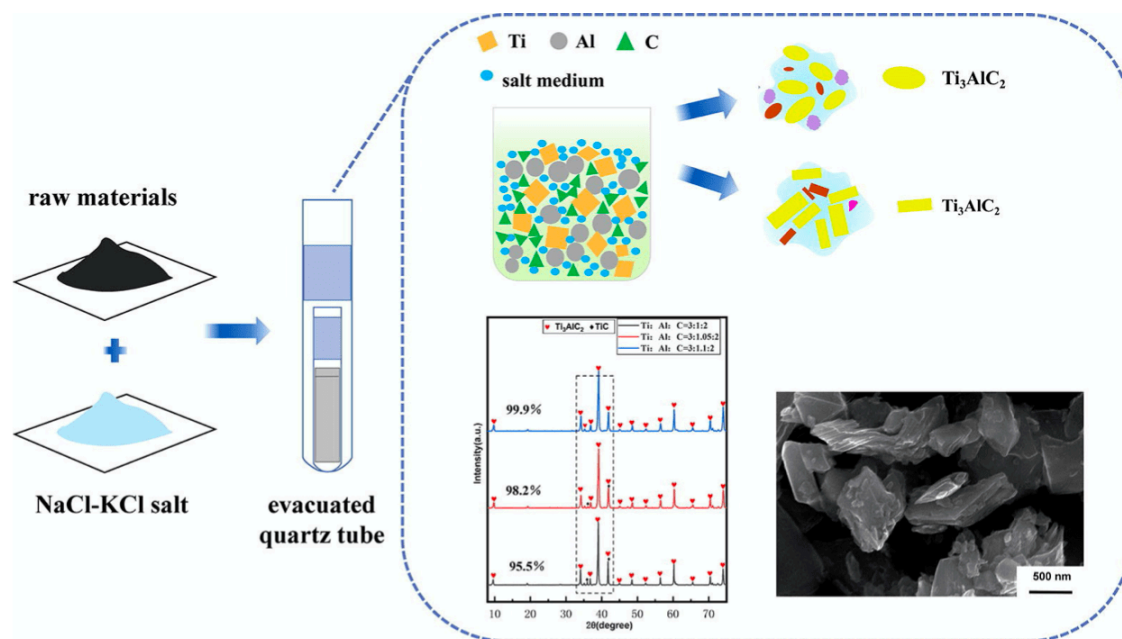 raw materials
NaCl-KCl salt
evacuated
quartz tube
Ti Al C
salt medium
Ti₃AlC₂
Ti₃AlC₂
♥ Ti₃AlC₂ ♦ TiC
Ti: Al: C=3:1:2
Ti: Al: C=3:1.05:2
Ti: Al: C=3:1.1:2
99.9%
98.2%
95.5%
Intensity(a.u.)
10 20 30 40 50 60 70
2θ(degree)
500 nm